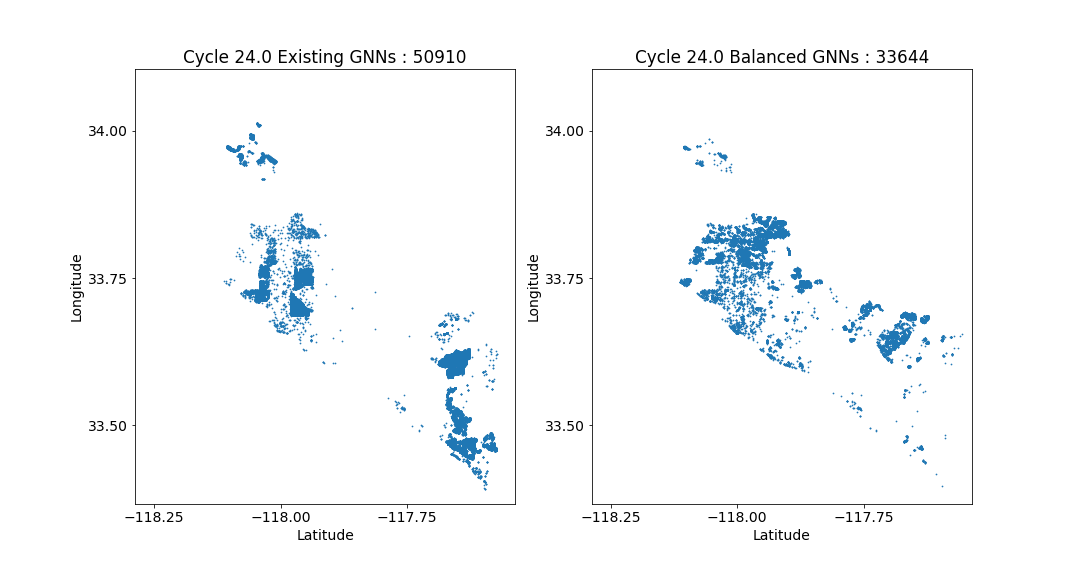 Cycle 24.0 Existing GNNs : 50910
34.00
33.75
33.50
Longitude
−118.25
−118.00
−117.75
Latitude
Cycle 24.0 Balanced GNNs : 33644
34.00
33.75
33.50
Longitude
−118.25
−118.00
−117.75
Latitude